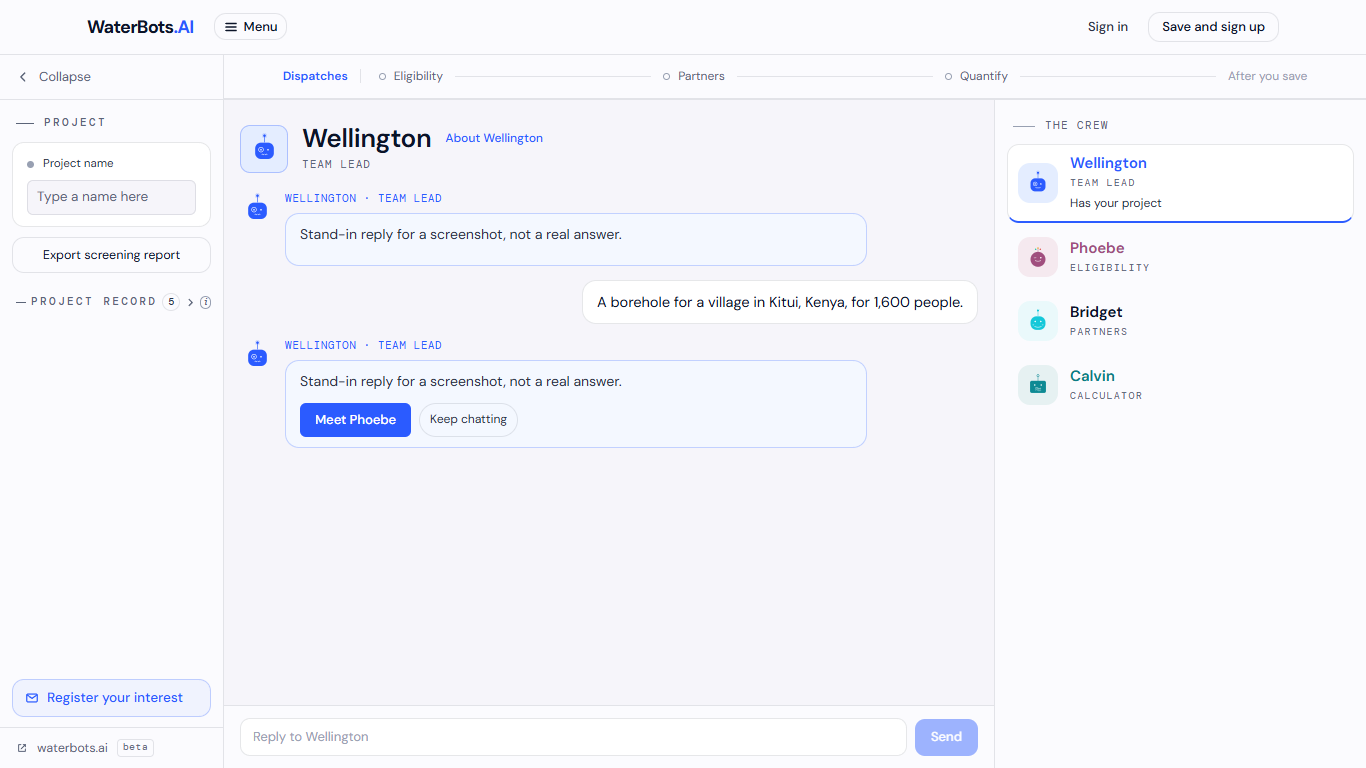 WaterBots.AI
Menu
Sign in
Save and sign up
Collapse
Dispatches
Eligibility
Partners
Quantify
After you save
PROJECT
Project name
Type a name here
Export screening report
PROJECT RECORD 5 i
Register your interest
waterbots.ai beta
Wellington
About Wellington
TEAM LEAD
WELLINGTON · TEAM LEAD
Stand-in reply for a screenshot, not a real answer.
A borehole for a village in Kitui, Kenya, for 1,600 people.
WELLINGTON · TEAM LEAD
Stand-in reply for a screenshot, not a real answer.
Meet Phoebe
Keep chatting
Reply to Wellington
Send
THE CREW
Wellington
TEAM LEAD
Has your project
Phoebe
ELIGIBILITY
Bridget
PARTNERS
Calvin
CALCULATOR